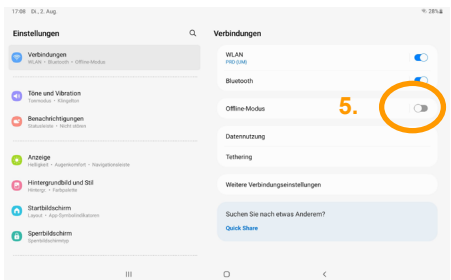 17:08 Di., 2. Aug.
28%
Einstellungen
Verbindungen
WLAN • Bluetooth • Offline-Modus
Töne und Vibration
Tonmodus • Klingelton
Benachrichtigungen
Statusleiste • Nicht stören
Anzeige
Helligkeit • Augenkomfort • Navigationsleiste
Hintergrundbild und Stil
Hintergr. • Farbpalette
Startbildschirm
Layout • App-Symbolindikatoren
Sperrbildschirm
Sperrbildschirmtyp
Verbindungen
WLAN
PRD (UM)
Bluetooth
Offline-Modus
5.
Datennutzung
Tethering
Weitere Verbindungseinstellungen
Suchen Sie nach etwas Anderem?
Quick Share